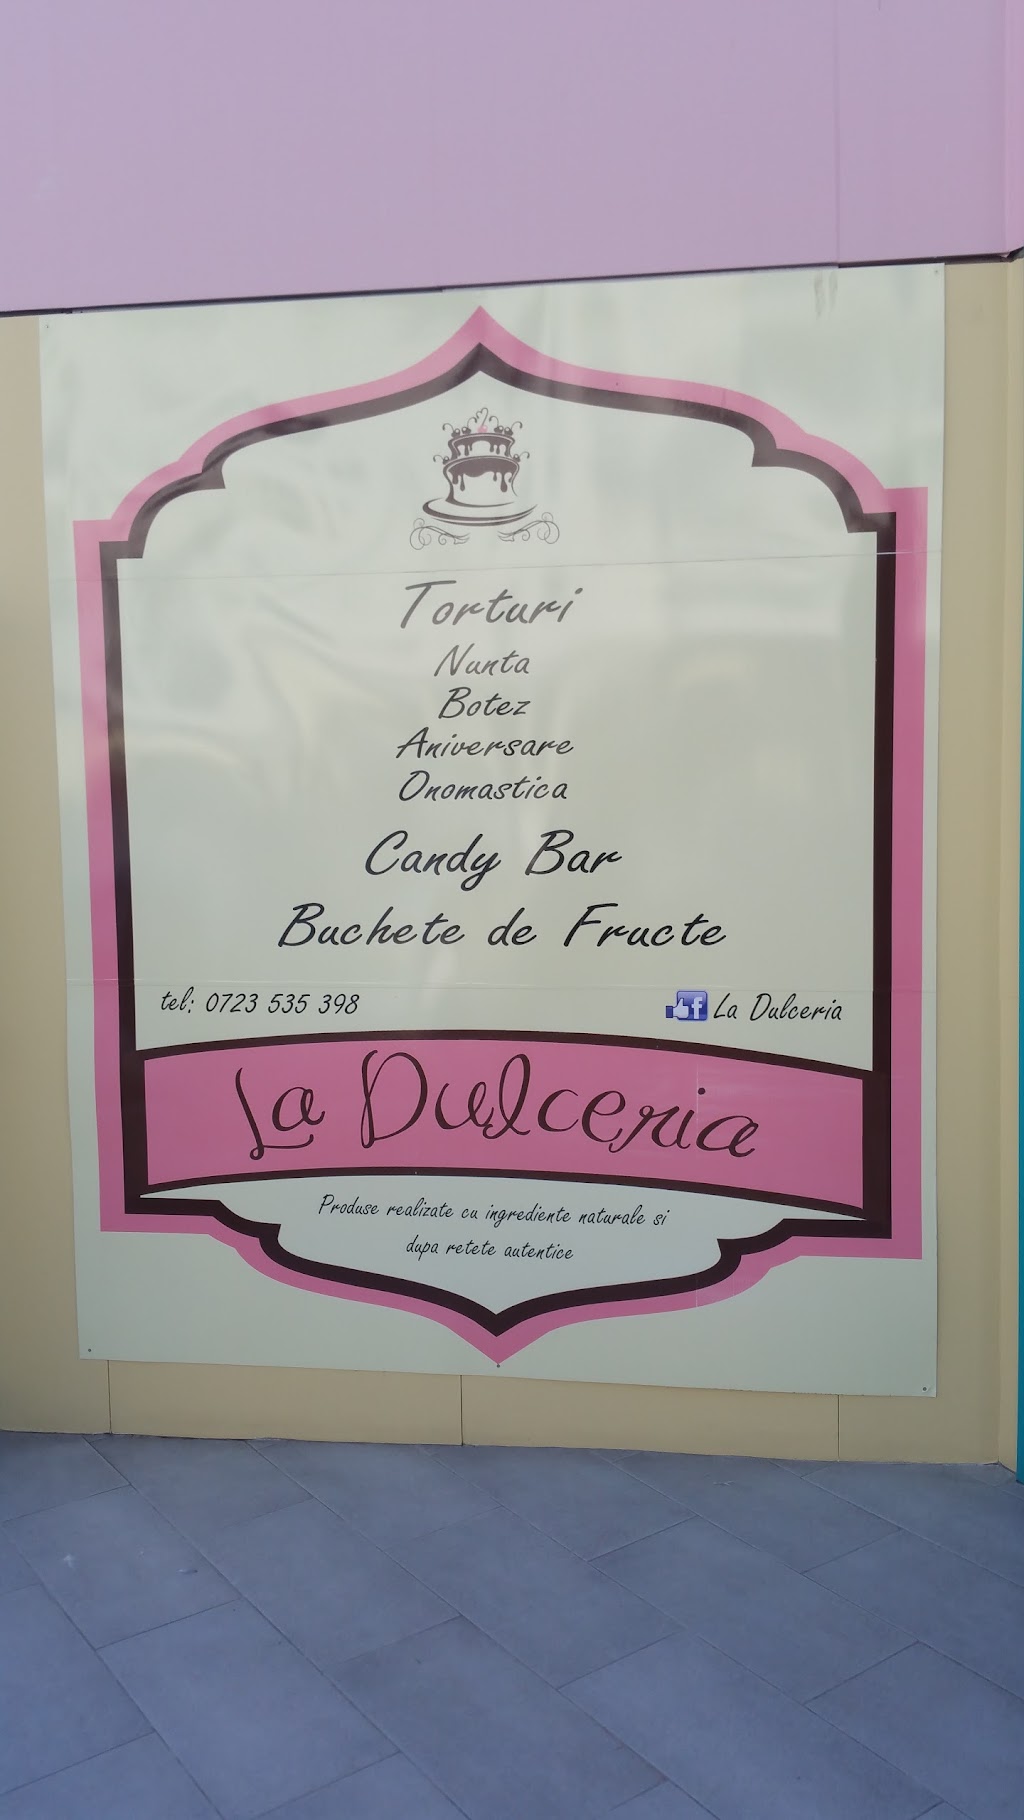 Torturi
Nunta
Botez
Aniversare
Onomastica
Candy Bar
Buchete de Fructe
tel: 0723 535 398
f La Dulceria
La Dulceria
Produse realizate cu ingrediente naturale si
dupa retete autentice